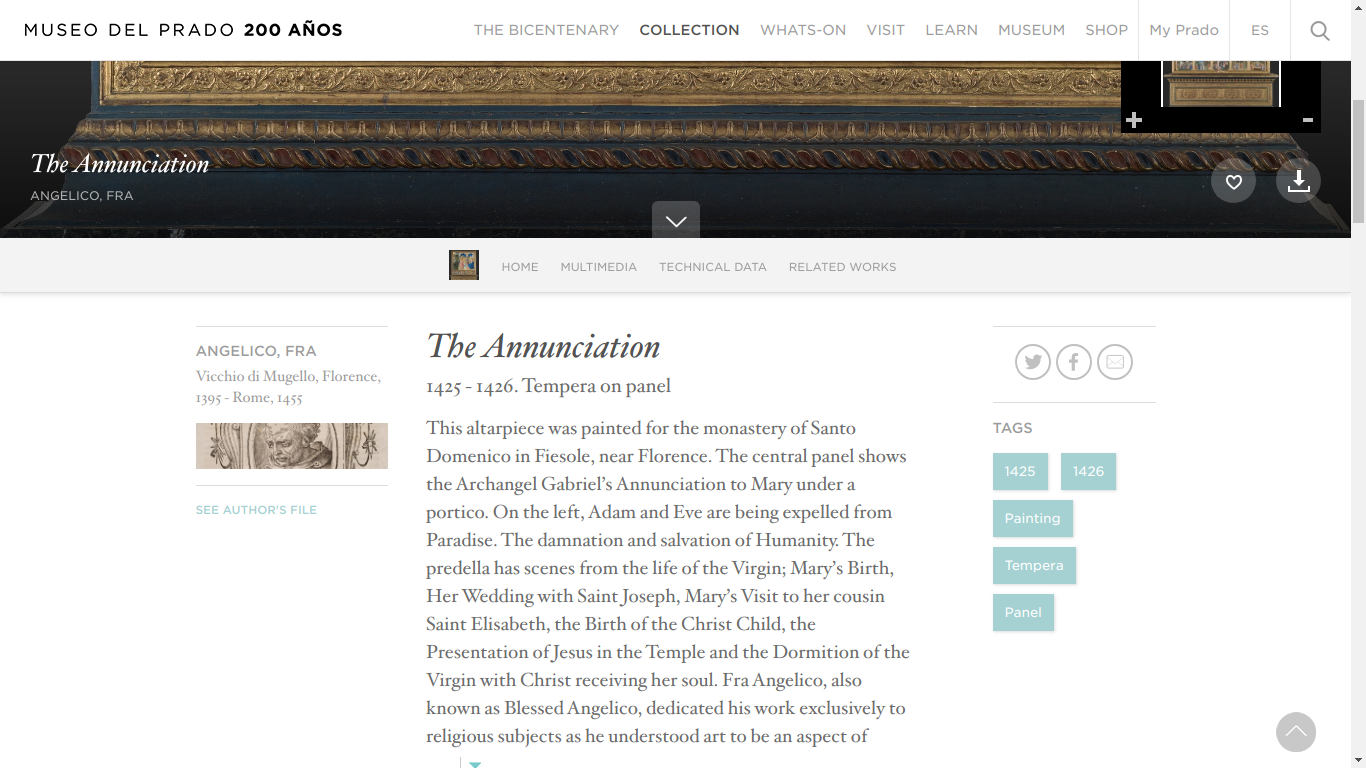 MUSEO DEL PRADO 200 AÑOS
THE BICENTENARY COLLECTION WHATS-ON VISIT LEARN MUSEUM SHOP My Prado ES
The Annunciation
ANGELICO, FRA
HOME MULTIMEDIA TECHNICAL DATA RELATED WORKS
ANGELICO, FRA
Vicchio di Mugello, Florence,
1395 - Rome, 1455
SEE AUTHOR'S FILE
The Annunciation
1425 - 1426. Tempera on panel
This altarpiece was painted for the monastery of Santo
Domenico in Fiesole, near Florence. The central panel shows
the Archangel Gabriel’s Annunciation to Mary under a
portico. On the left, Adam and Eve are being expelled from
Paradise. The damnation and salvation of Humanity. The
predella has scenes from the life of the Virgin; Mary’s Birth,
Her Wedding with Saint Joseph, Mary’s Visit to her cousin
Saint Elisabeth, the Birth of the Christ Child, the
Presentation of Jesus in the Temple and the Dormition of the
Virgin with Christ receiving her soul. Fra Angelico, also
known as Blessed Angelico, dedicated his work exclusively to
religious subjects as he understood art to be an aspect of
TAGS
1425 1426
Painting
Tempera
Panel